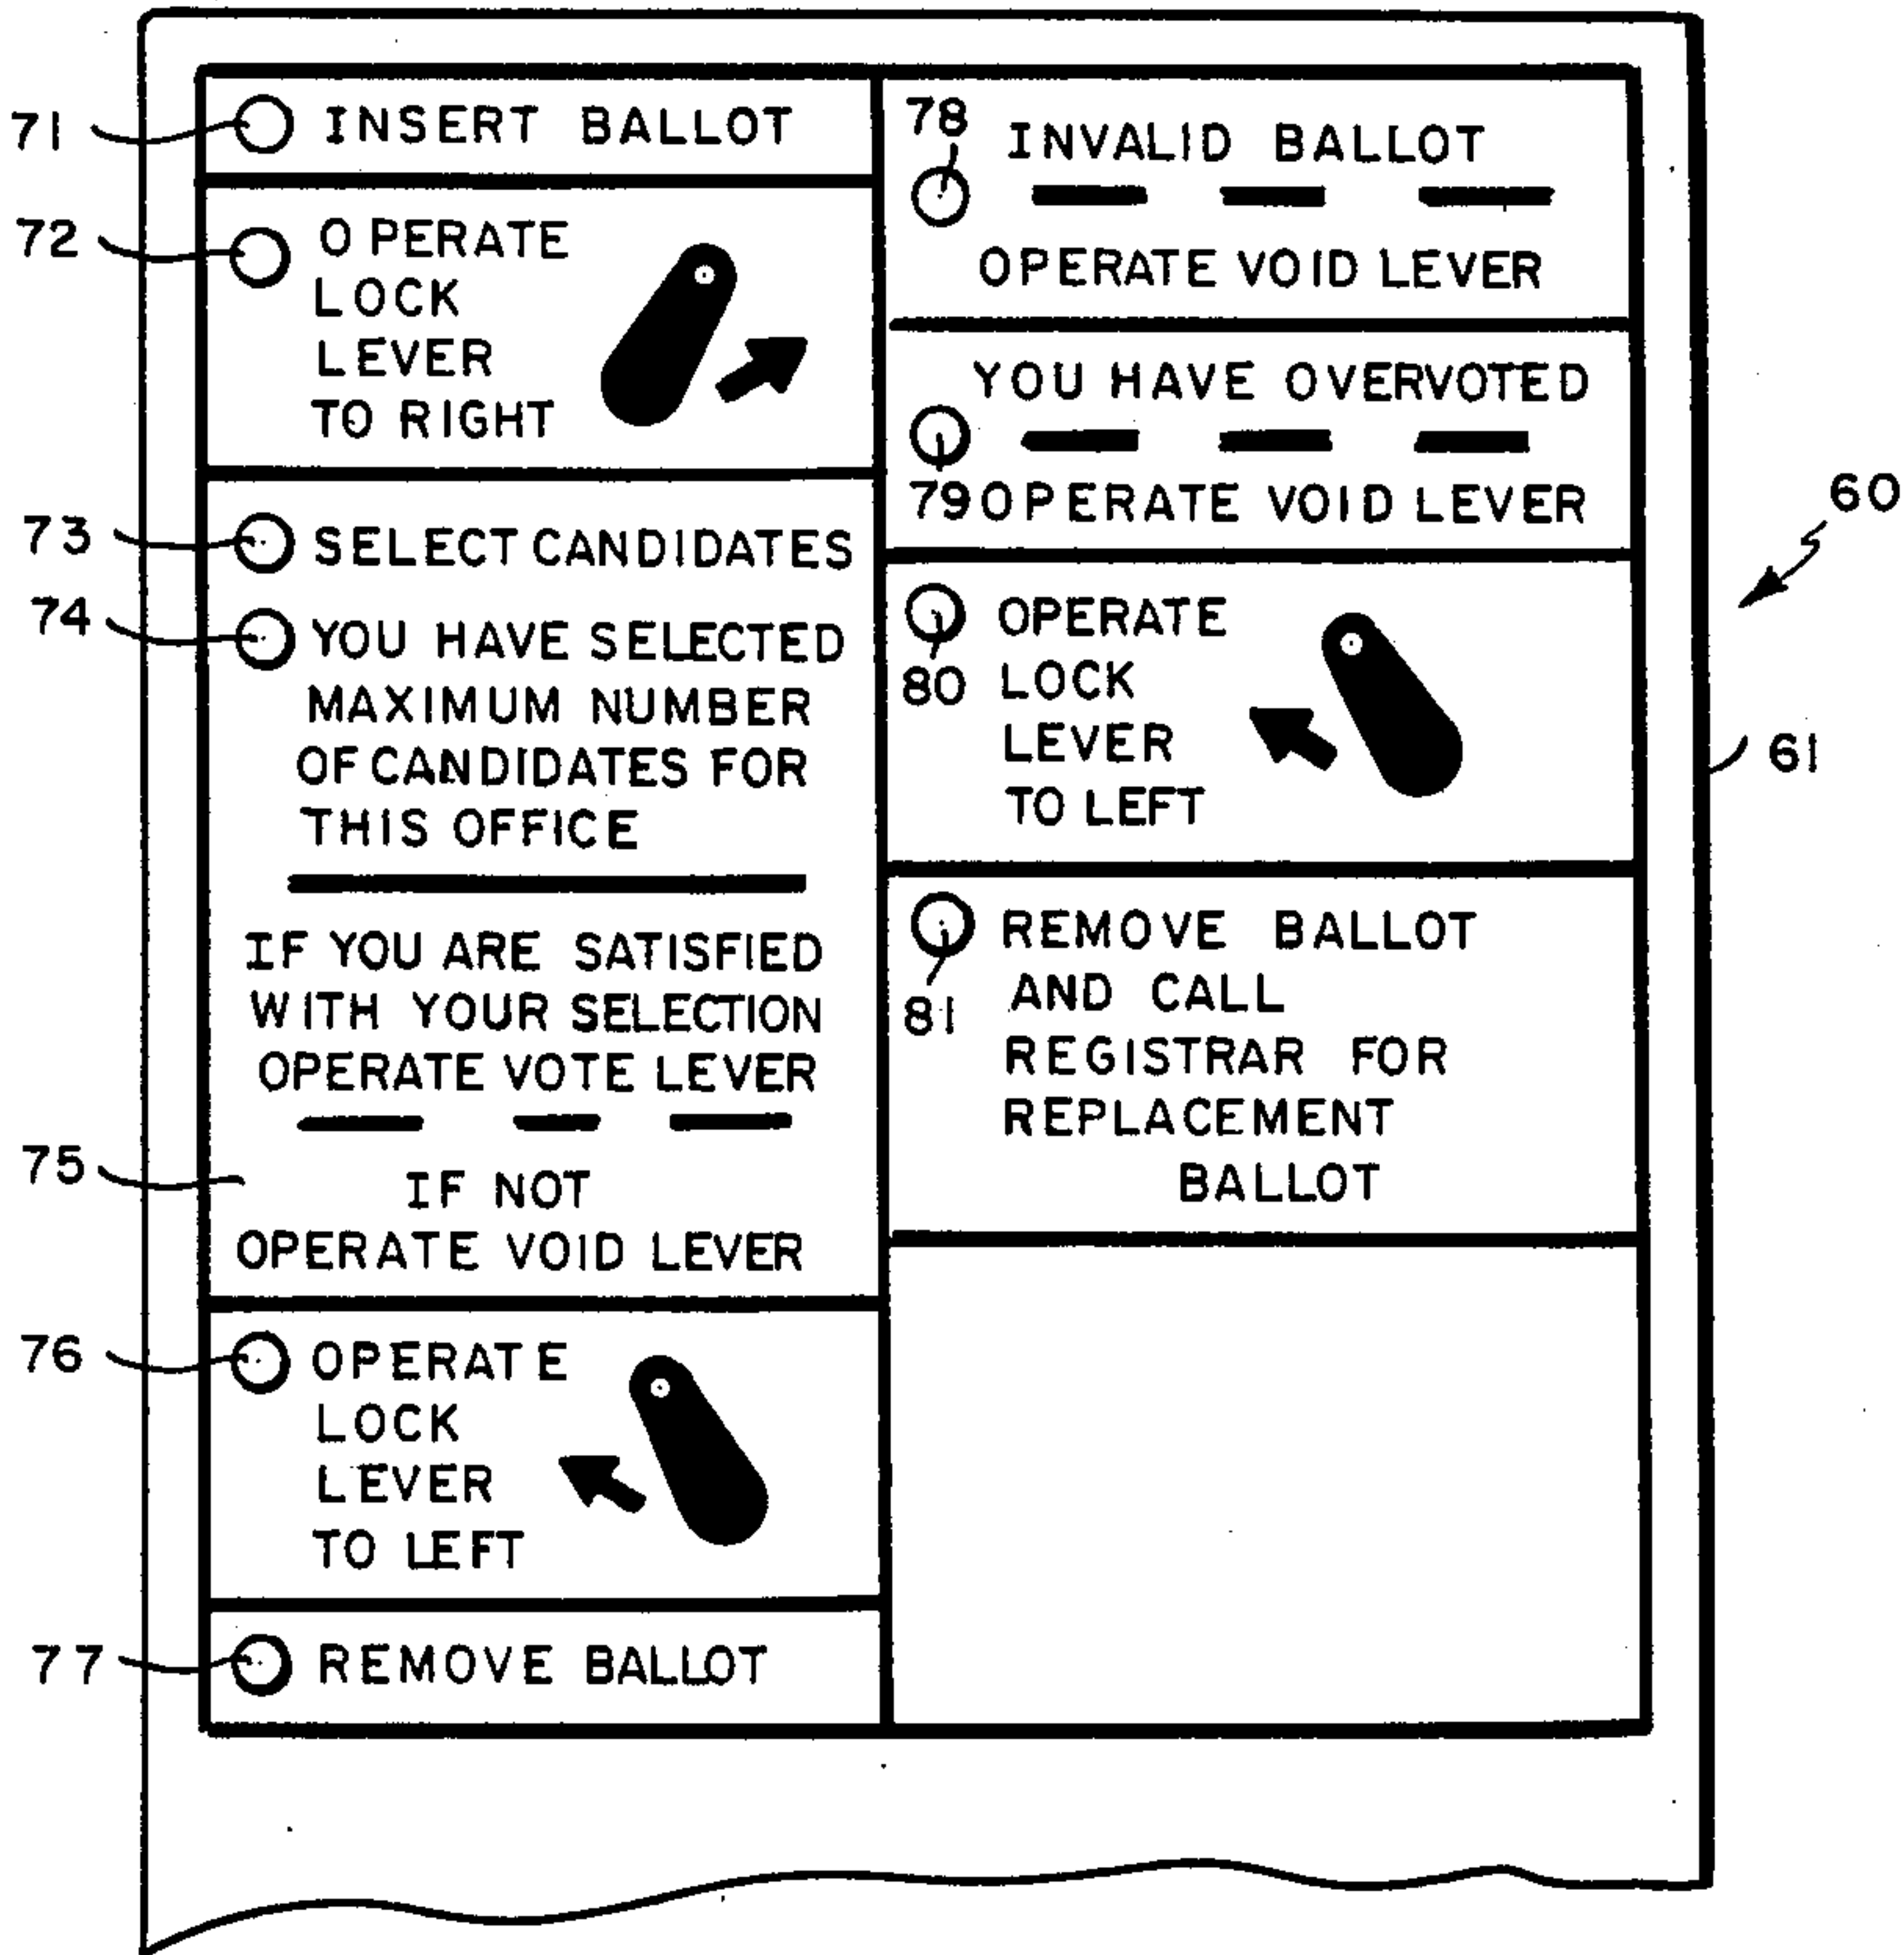 71 INSERT BALLOT
72 OPERATE
LOCK
LEVER
TO RIGHT
73 SELECT CANDIDATES
74 YOU HAVE SELECTED
MAXIMUM NUMBER
OF CANDIDATES FOR
THIS OFFICE
IF YOU ARE SATISFIED
WITH YOUR SELECTION
OPERATE VOTE LEVER
75
IF NOT
OPERATE VOID LEVER
76 OPERATE
LOCK
LEVER
TO LEFT
77 REMOVE BALLOT
78
INVALID BALLOT
OPERATE VOID LEVER
YOU HAVE OVERVOTED
79 OPERATE VOID LEVER
OPERATE
80 LOCK
LEVER
TO LEFT
REMOVE BALLOT
81 AND CALL
REGISTRAR FOR
REPLACEMENT
BALLOT
60
61